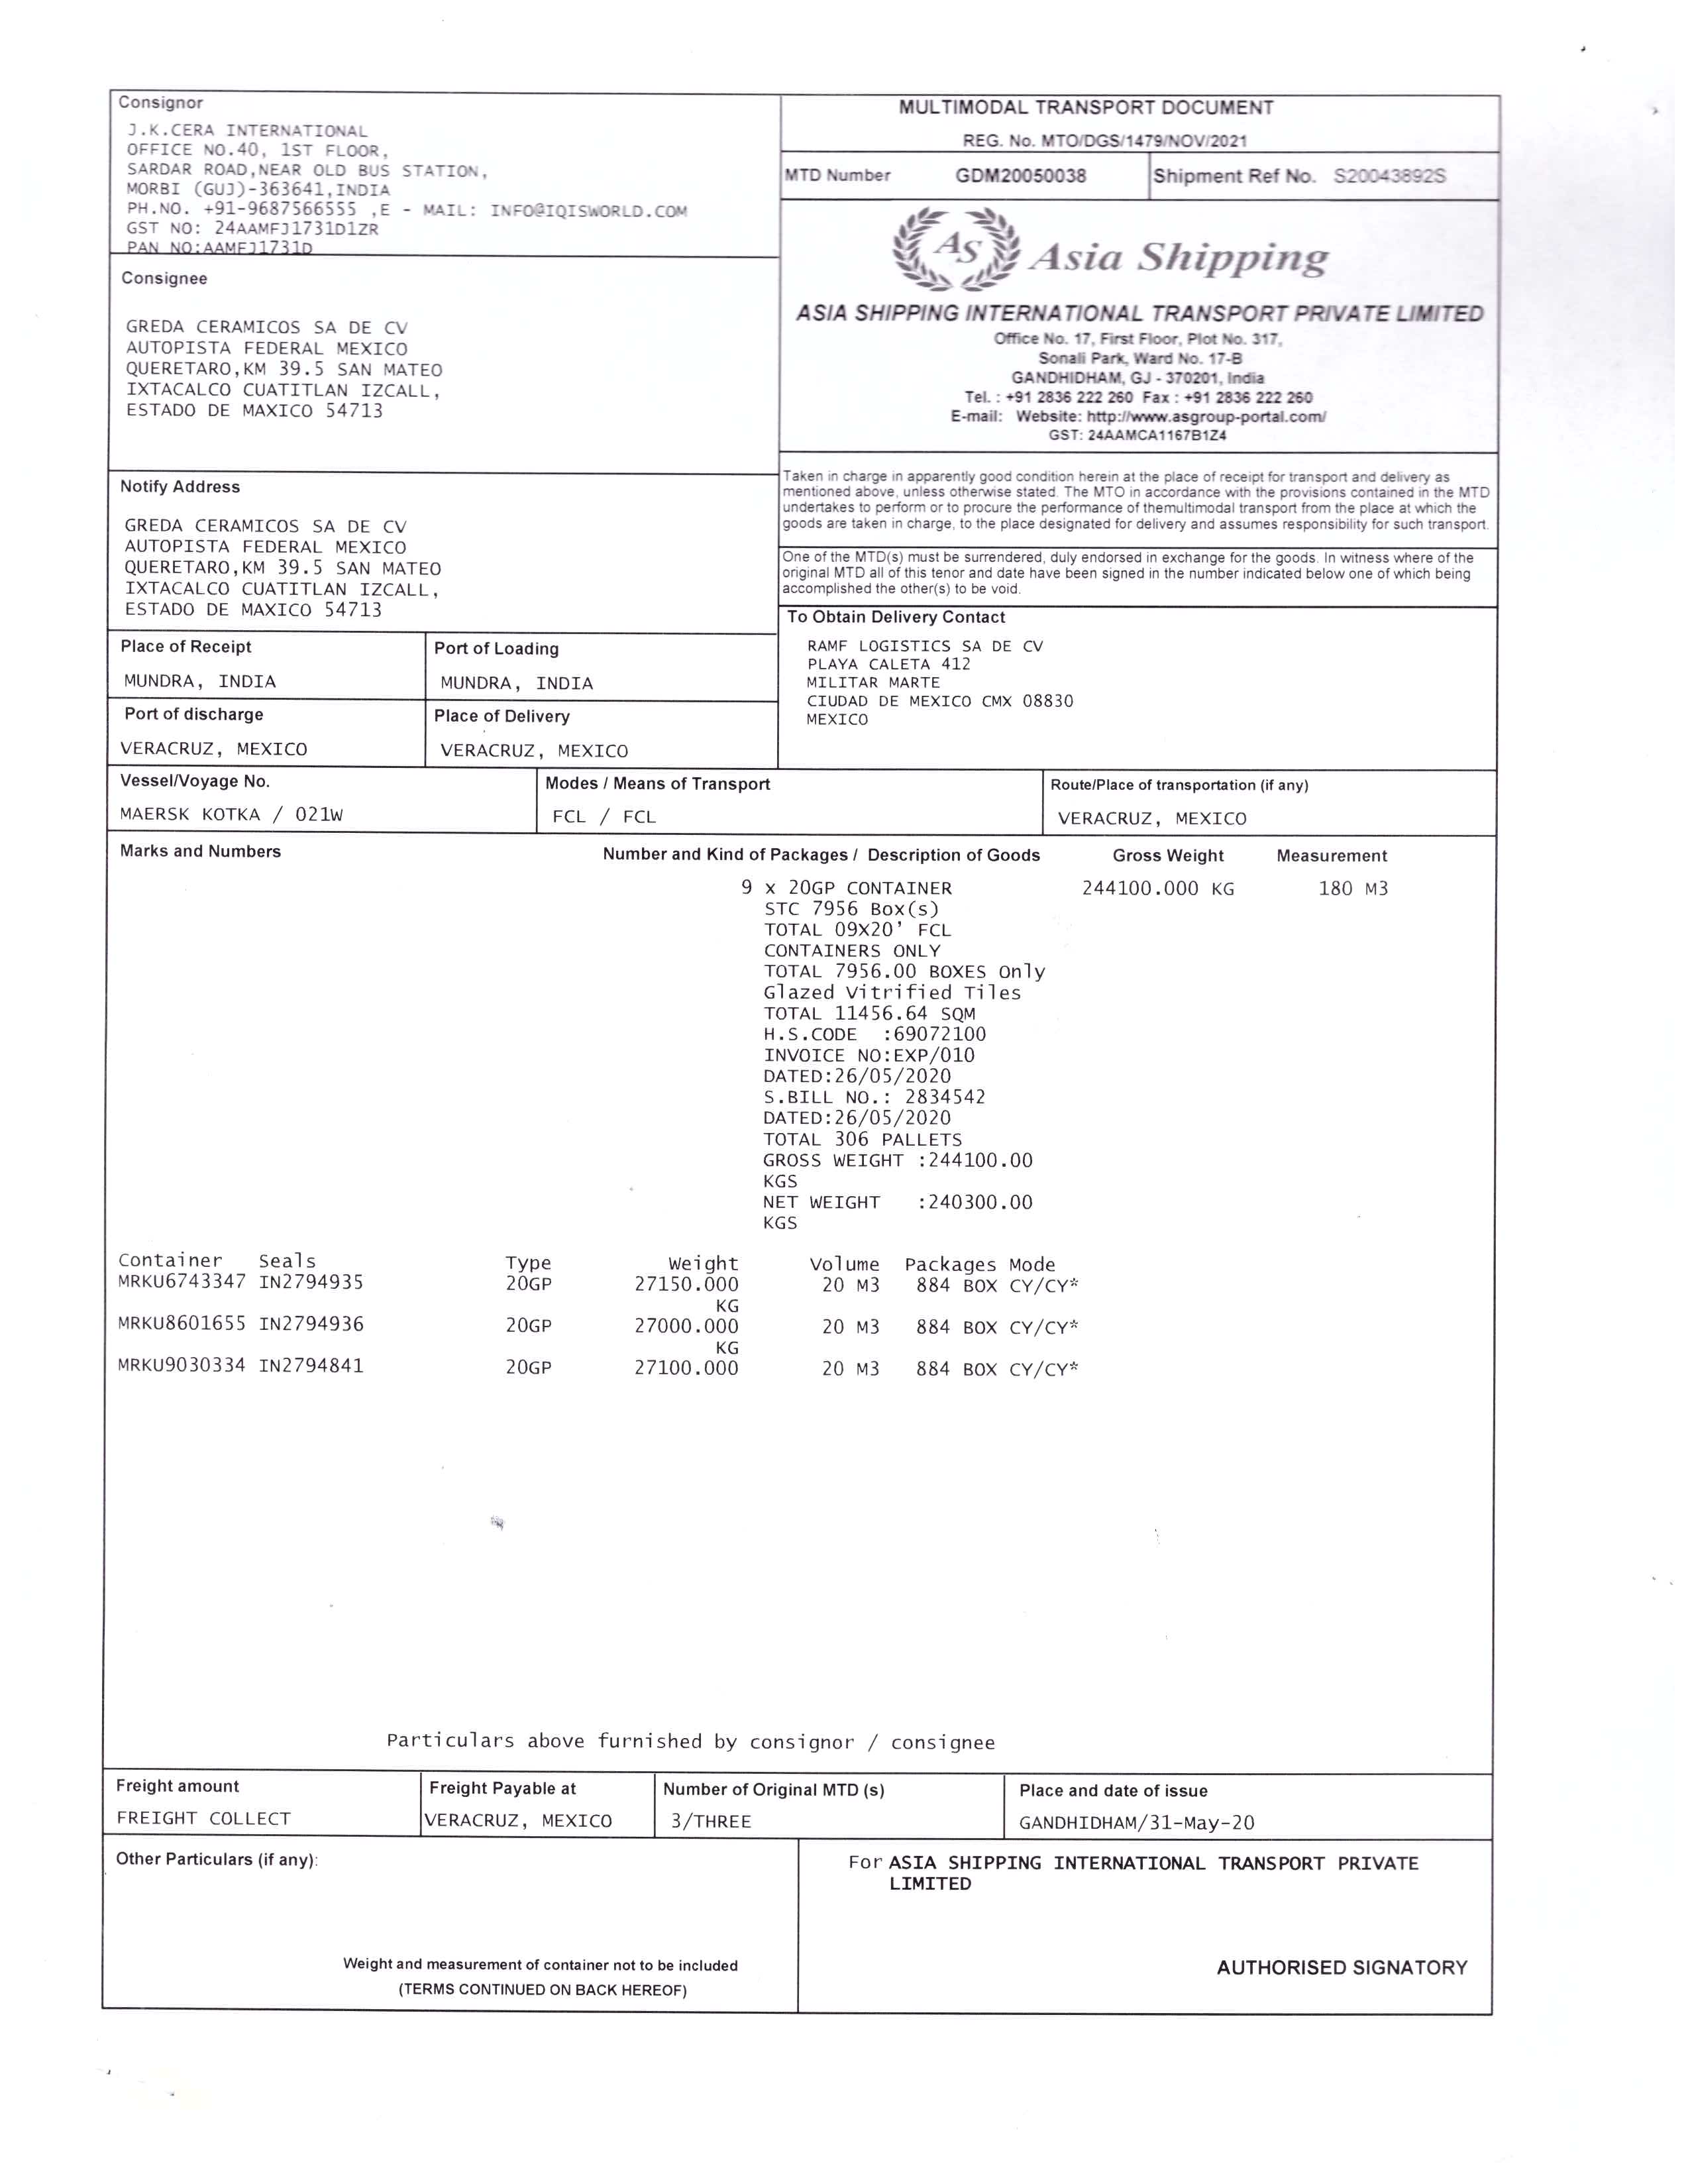 Consignor
J.K.CERA INTERNATIONAL
OFFICE NO.40, 1ST FLOOR,
SARDAR ROAD,NEAR OLD BUS STATION,
MORBI (GUJ)-363641,INDIA
PH.NO. +91-9687566555 ,E - MAIL: INFO@IQISWORLD.COM
GST NO: 24AAMFJ1731D1ZR
PAN NO:AAMFJ1731D
MULTIMODAL TRANSPORT DOCUMENT
REG. No. MTO/DGS/1479/NOV/2021
MTD Number GDM20050038 Shipment Ref No. S20043892S
AS Asia Shipping
ASIA SHIPPING INTERNATIONAL TRANSPORT PRIVATE LIMITED
Office No. 17, First Floor, Plot No. 317,
Sonali Park, Ward No. 17-B
GANDHIDHAM, GJ - 370201, India
Tel. : +91 2836 222 260 Fax : +91 2836 222 260
E-mail: Website: http://www.asgroup-portal.com/
GST: 24AAMCA1167B1Z4
Consignee
GREDA CERAMICOS SA DE CV
AUTOPISTA FEDERAL MEXICO
QUERETARO,KM 39.5 SAN MATEO
IXTACALCO CUATITLAN IZCALL,
ESTADO DE MAXICO 54713
Taken in charge in apparently good condition herein at the place of receipt for transport and delivery as
mentioned above, unless otherwise stated. The MTO in accordance with the provisions contained in the MTD
undertakes to perform or to procure the performance of themultimodal transport from the place at which the
goods are taken in charge, to the place designated for delivery and assumes responsibility for such transport.
One of the MTD(s) must be surrendered, duly endorsed in exchange for the goods. In witness where of the
original MTD all of this tenor and date have been signed in the number indicated below one of which being
accomplished the other(s) to be void.
Notify Address
GREDA CERAMICOS SA DE CV
AUTOPISTA FEDERAL MEXICO
QUERETARO,KM 39.5 SAN MATEO
IXTACALCO CUATITLAN IZCALL,
ESTADO DE MAXICO 54713
To Obtain Delivery Contact
RAMF LOGISTICS SA DE CV
PLAYA CALETA 412
MILITAR MARTE
CIUDAD DE MEXICO CMX 08830
MEXICO
Place of Receipt Port of Loading
MUNDRA, INDIA MUNDRA, INDIA
Port of discharge Place of Delivery
VERACRUZ, MEXICO VERACRUZ, MEXICO
Vessel/Voyage No. Modes / Means of Transport Route/Place of transportation (if any)
MAERSK KOTKA / 021W FCL / FCL VERACRUZ, MEXICO
Marks and Numbers Number and Kind of Packages / Description of Goods Gross Weight Measurement
9 x 20GP CONTAINER 244100.000 KG 180 M3
STC 7956 Box(s)
TOTAL 09X20' FCL
CONTAINERS ONLY
TOTAL 7956.00 BOXES Only
Glazed Vitrified Tiles
TOTAL 11456.64 SQM
H.S.CODE :69072100
INVOICE NO:EXP/010
DATED:26/05/2020
S.BILL NO.: 2834542
DATED:26/05/2020
TOTAL 306 PALLETS
GROSS WEIGHT :244100.00
KGS
NET WEIGHT :240300.00
KGS
Container Seals Type Weight Volume Packages Mode
MRKU6743347 IN2794935 20GP 27150.000 20 M3 884 BOX CY/CY*
KG
MRKU8601655 IN2794936 20GP 27000.000 20 M3 884 BOX CY/CY*
KG
MRKU9030334 IN2794841 20GP 27100.000 20 M3 884 BOX CY/CY*
Particulars above furnished by consignor / consignee
Freight amount Freight Payable at Number of Original MTD (s) Place and date of issue
FREIGHT COLLECT VERACRUZ, MEXICO 3/THREE GANDHIDHAM/31-May-20
Other Particulars (if any):
For ASIA SHIPPING INTERNATIONAL TRANSPORT PRIVATE
LIMITED
Weight and measurement of container not to be included
(TERMS CONTINUED ON BACK HEREOF)
AUTHORISED SIGNATORY